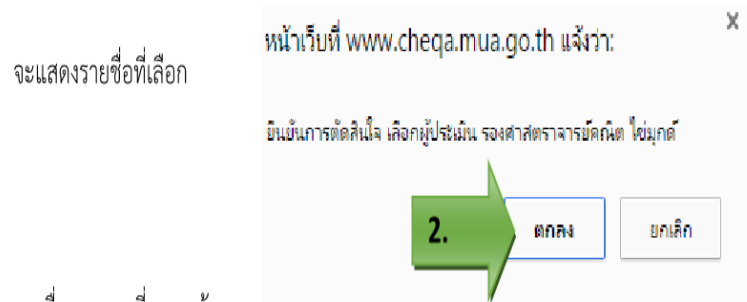 หน้าเว็บที่ www.cheqa.mua.go.th แจ้งว่า:
X
จะแสดงรายชื่อที่เลือก
ยืนยันการตัดสินใจ เลือกผู้ประเมิน รองศาสตราจารย์คณิต ไข่มุกด์
2.
ตกลง
ยกเลิก